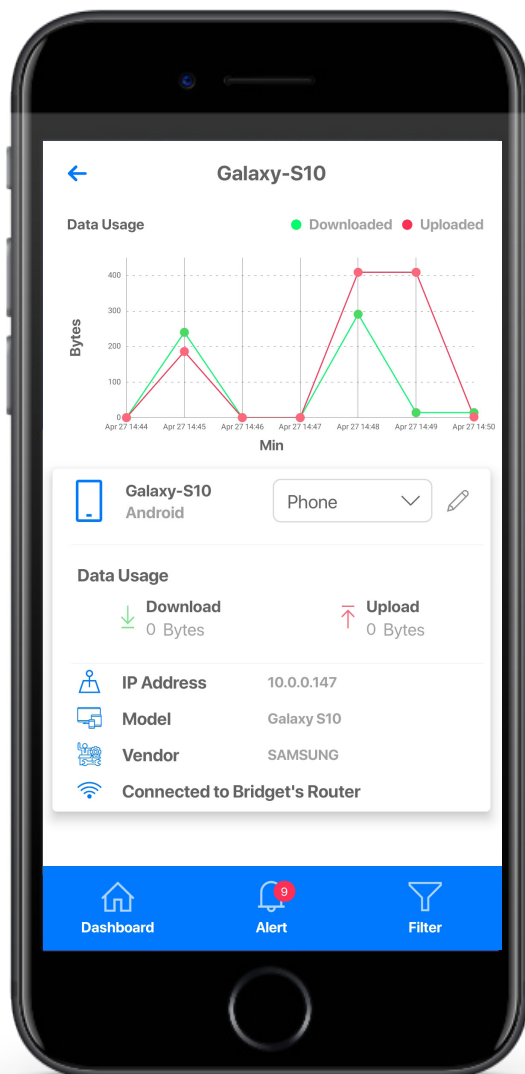 Galaxy-S10
Data Usage Downloaded Uploaded
400
300
200
100
0
Bytes
Apr 27 14:44 Apr 27 14:45 Apr 27 14:46 Apr 27 14:47 Apr 27 14:48 Apr 27 14:49 Apr 27 14:50
Min
Galaxy-S10
Android
Phone
Data Usage
Download Upload
0 Bytes 0 Bytes
IP Address 10.0.0.147
Model Galaxy S10
Vendor SAMSUNG
Connected to Bridget's Router
9
Dashboard Alert Filter